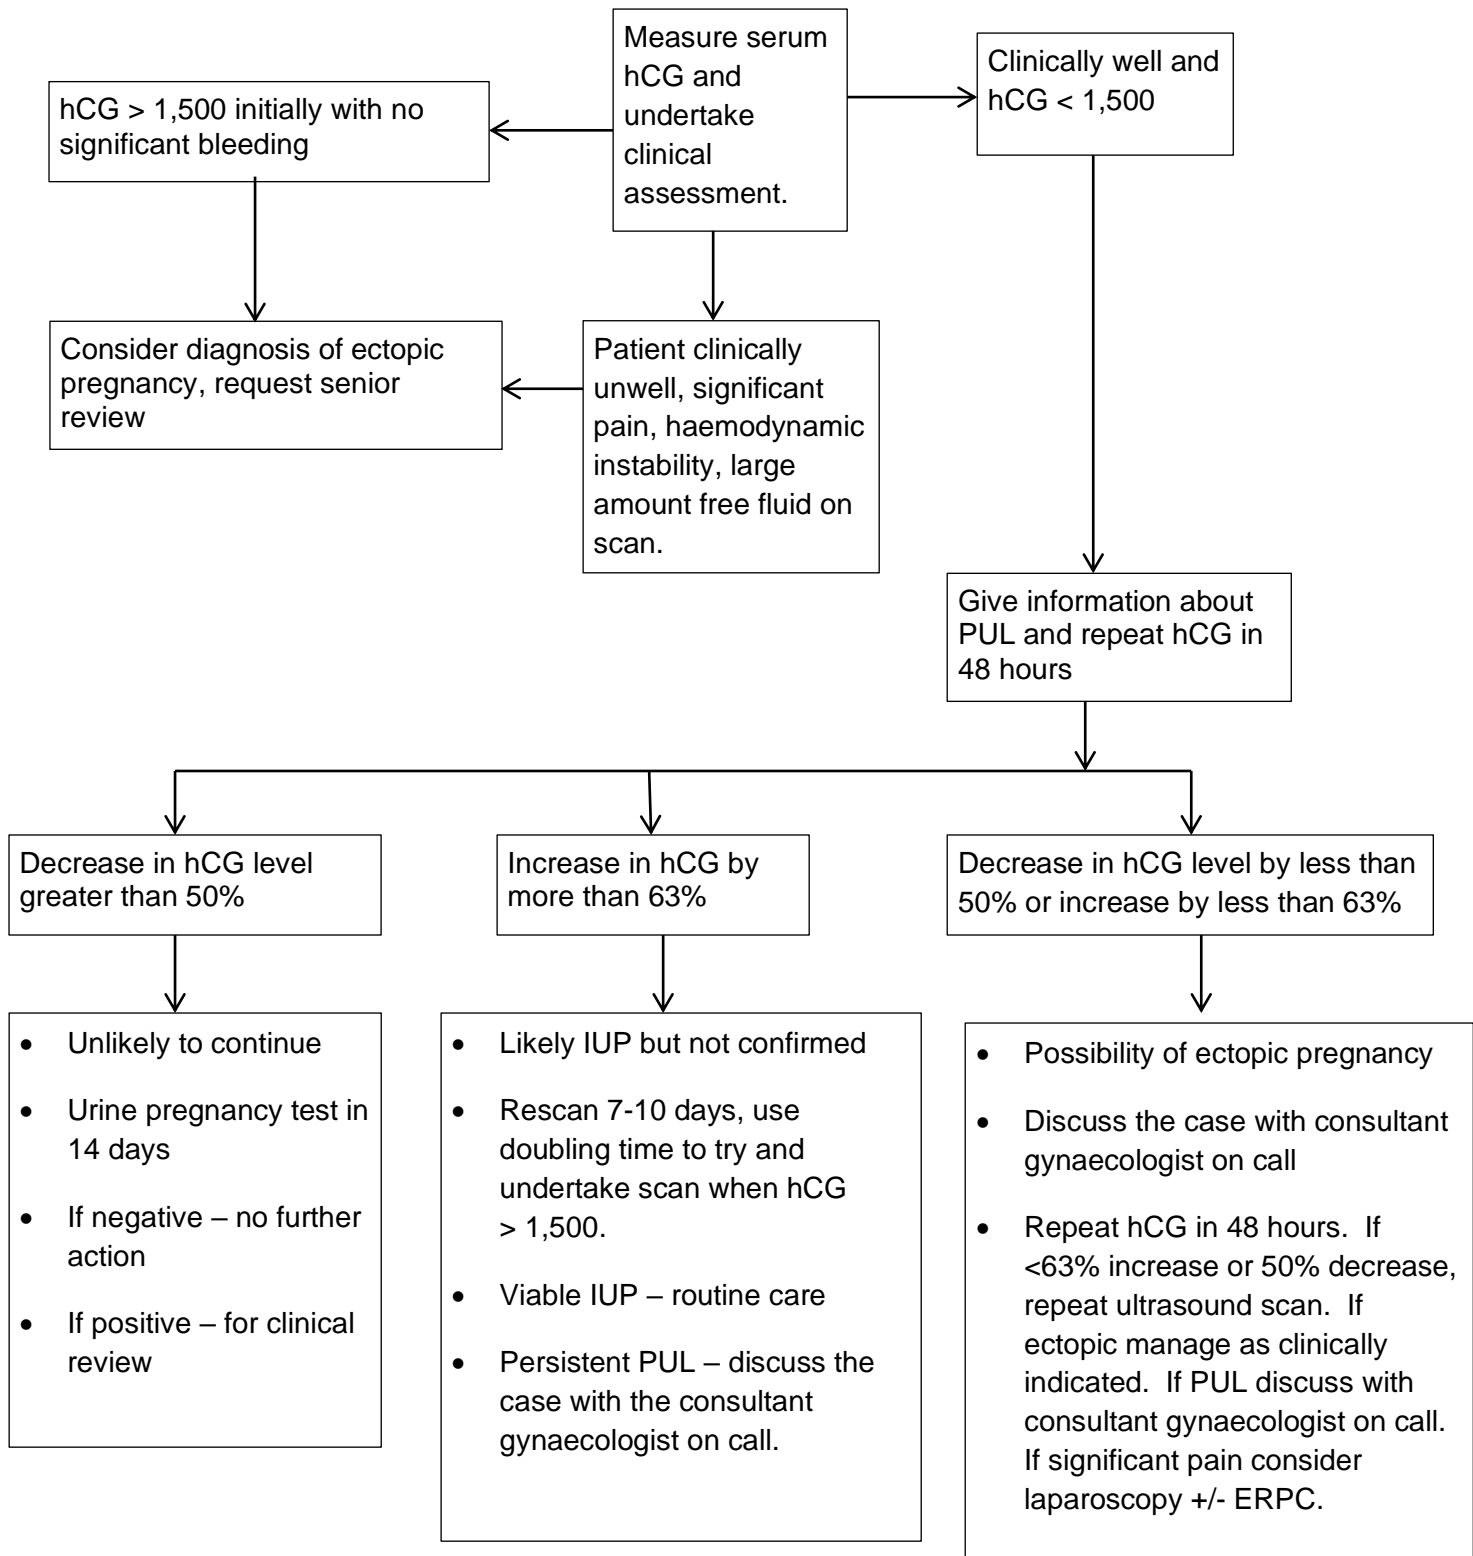 Measure serum
hCG and
undertake
clinical
assessment.
hCG > 1,500 initially with no
significant bleeding
Clinically well and
hCG < 1,500
Consider diagnosis of ectopic
pregnancy, request senior
review
Patient clinically
unwell, significant
pain, haemodynamic
instability, large
amount free fluid on
scan.
Give information about
PUL and repeat hCG in
48 hours
Decrease in hCG level
greater than 50%
Increase in hCG by
more than 63%
Decrease in hCG level by less than
50% or increase by less than 63%
• Unlikely to continue
• Urine pregnancy test in
14 days
• If negative – no further
action
• If positive – for clinical
review
• Likely IUP but not confirmed
• Rescan 7-10 days, use
doubling time to try and
undertake scan when hCG
> 1,500.
• Viable IUP – routine care
• Persistent PUL – discuss the
case with the consultant
gynaecologist on call.
• Possibility of ectopic pregnancy
• Discuss the case with consultant
gynaecologist on call
• Repeat hCG in 48 hours.  If
<63% increase or 50% decrease,
repeat ultrasound scan.  If
ectopic manage as clinically
indicated.  If PUL discuss with
consultant gynaecologist on call.
If significant pain consider
laparoscopy +/- ERPC.